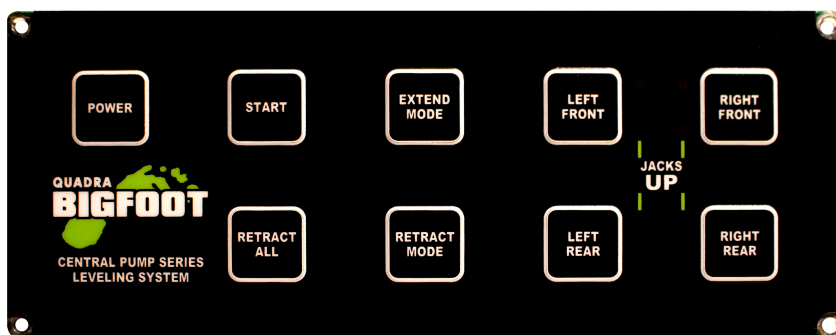 POWER
START
EXTEND
MODE
LEFT
FRONT
RIGHT
FRONT
JACKS
UP
QUADRA
BIGFOOT
CENTRAL PUMP SERIES
LEVELING SYSTEM
RETRACT
ALL
RETRACT
MODE
LEFT
REAR
RIGHT
REAR